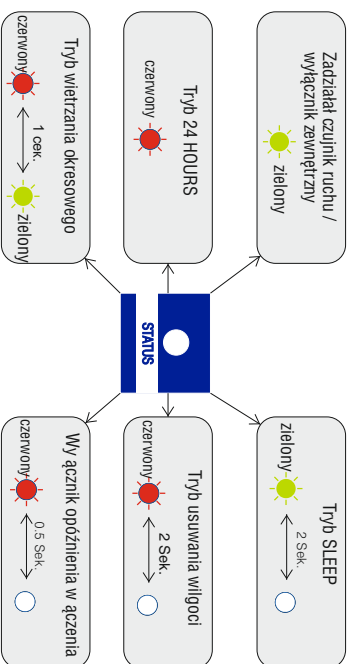 Zadziałał czujnik ruchu /
wyłącznik zewnętrzny
zielony
Tryb SLEEP
zielony
2 Sek.
Tryb 24 HOURS
czerwony
STATUS
Tryb usuwania wilgoci
czerwony
2 Sek.
Tryb wietrzania okresowego
czerwony
1 cek.
zielony
Wy ącznik opóźnienia w ączenia
czerwony
0.5 Sek.